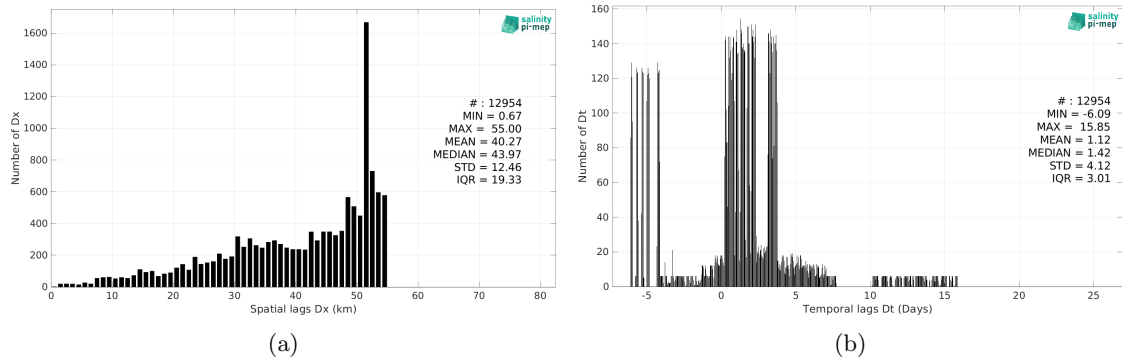 1600
1400
1200
1000
800
600
400
200
0
Number of Dx
salinity
pi-mep
# : 12954
MIN = 0.67
MAX = 55.00
MEAN = 40.27
MEDIAN = 43.97
STD = 12.46
IQR = 19.33
0 10 20 30 40 50 60 70 80
Spatial lags Dx (km)
(a)
160
140
120
100
80
60
40
20
0
Number of Dt
salinity
pi-mep
# : 12954
MIN = -6.09
MAX = 15.85
MEAN = 1.12
MEDIAN = 1.42
STD = 4.12
IQR = 3.01
-5 0 5 10 15 20 25
Temporal lags Dt (Days)
(b)